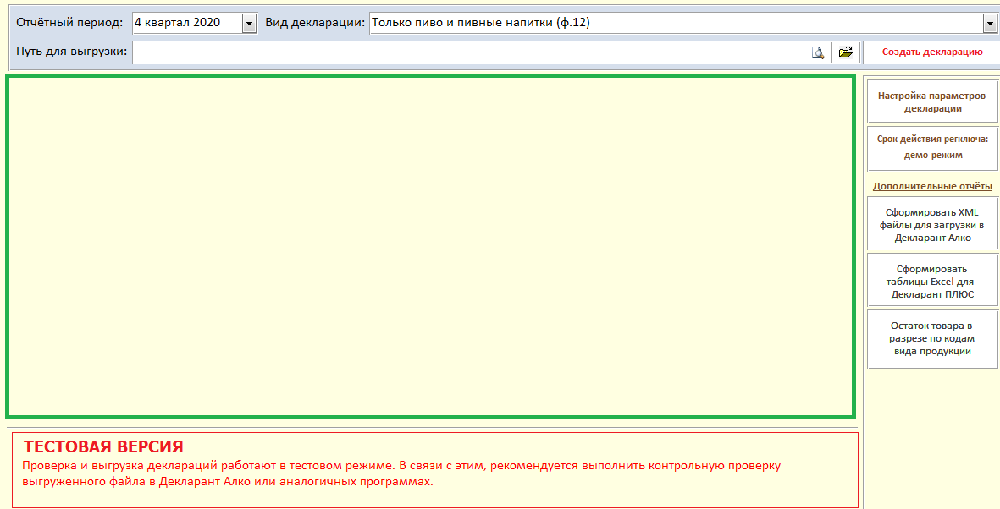 Отчётный период: 4 квартал 2020 Вид декларации: Только пиво и пивные напитки (ф.12)
Путь для выгрузки: Создать декларацию
Настройка параметров
декларации
Срок действия регключа:
демо-режим
Дополнительные отчёты
Сформировать XML
файлы для загрузки в
Декларант Алко
Сформировать
таблицы Excel для
Декларант ПЛЮС
Остаток товара в
разрезе по кодам
вида продукции
ТЕСТОВАЯ ВЕРСИЯ
Проверка и выгрузка деклараций работают в тестовом режиме. В связи с этим, рекомендуется выполнить контрольную проверку
выгруженного файла в Декларант Алко или аналогичных программах.